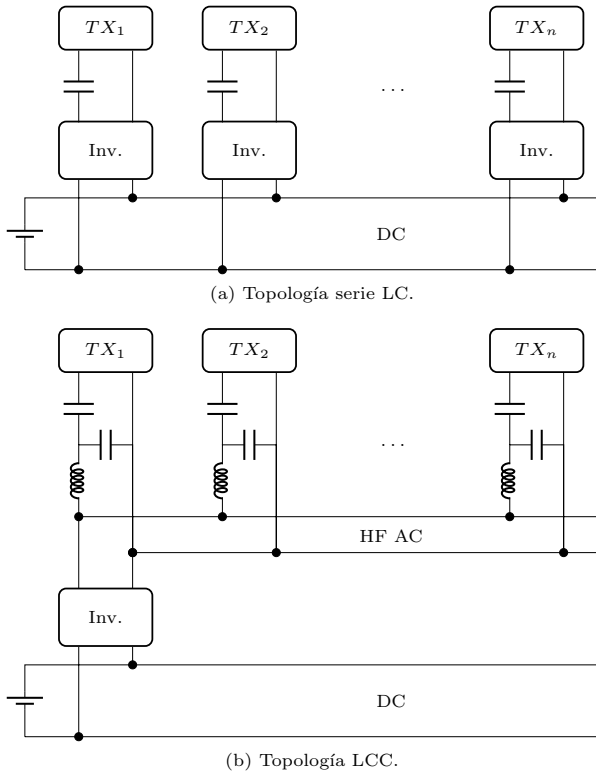 TX1 TX2 TXn
. . .
Inv. Inv. Inv.
DC
(a) Topología serie LC.
TX1 TX2 TXn
. . .
HF AC
Inv.
DC
(b) Topología LCC.